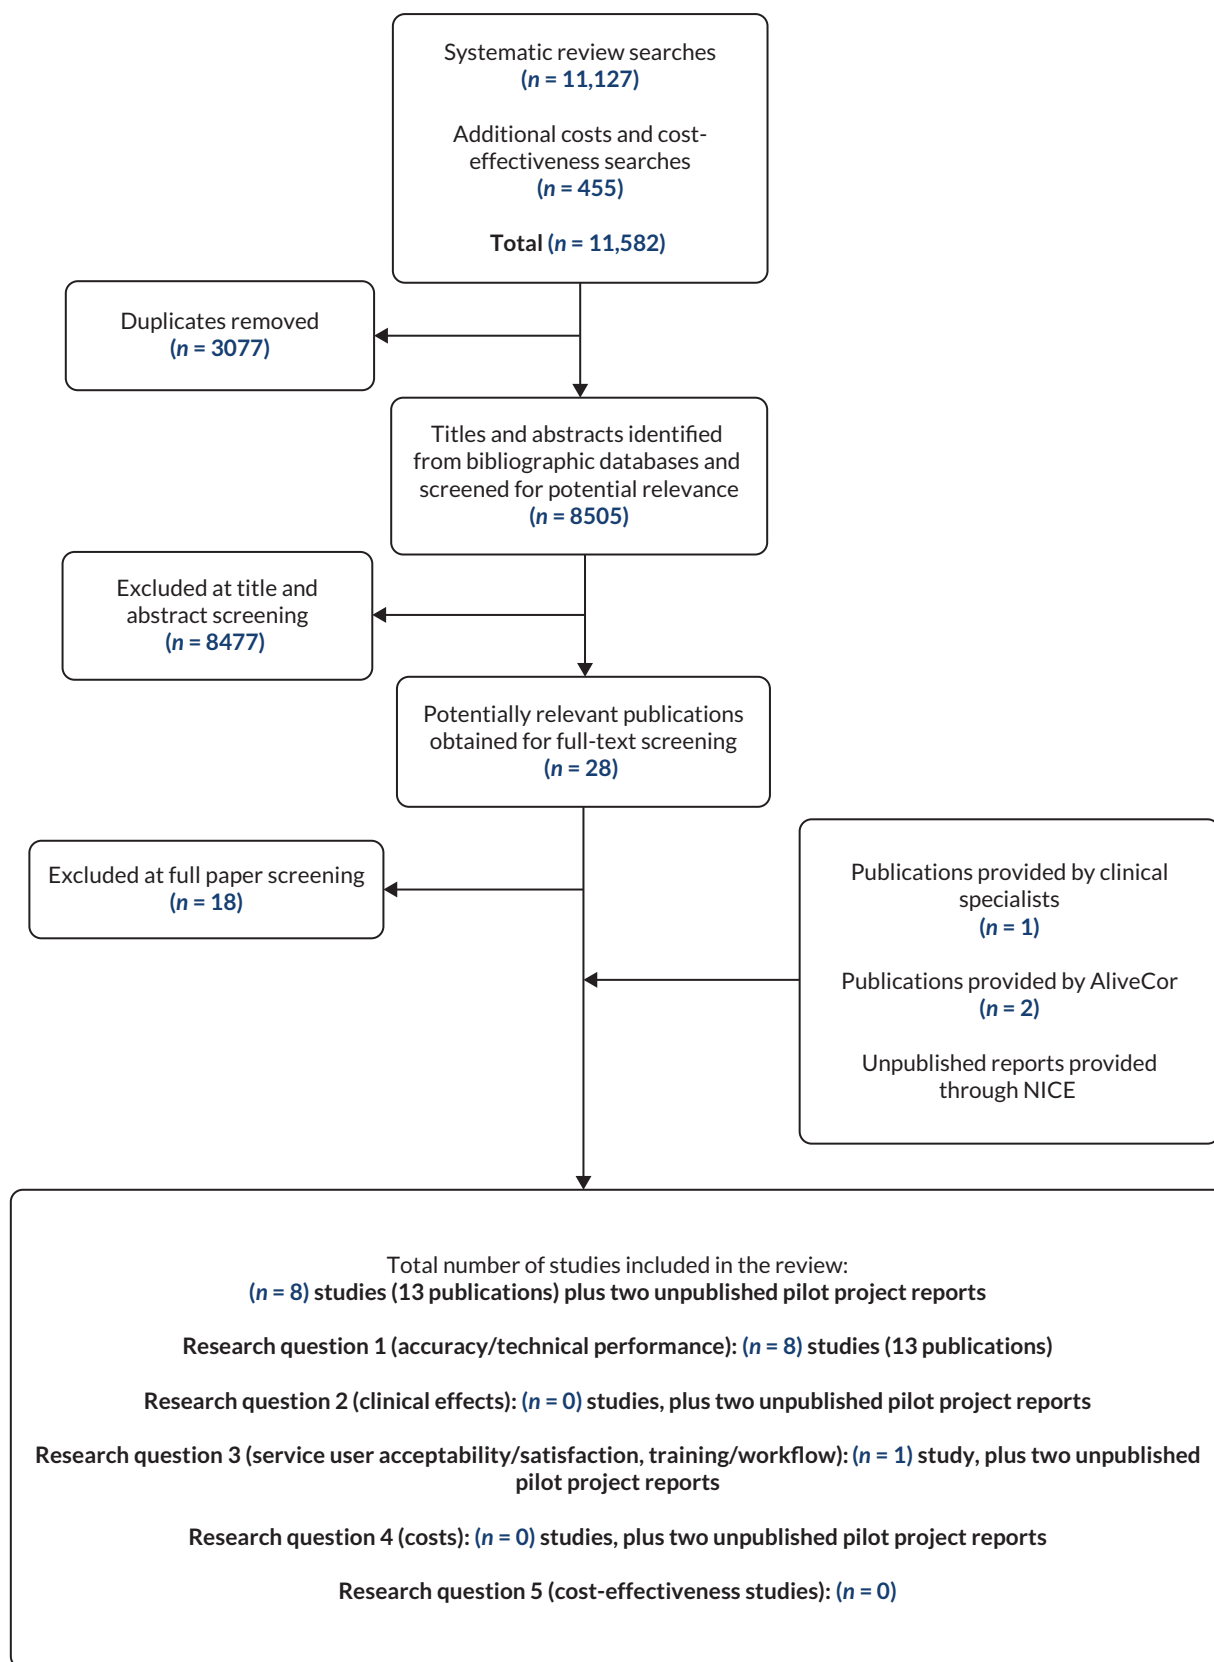 Systematic review searches
(n = 11,127)
Additional costs and cost-
effectiveness searches
(n = 455)
Total (n = 11,582)
Duplicates removed
(n = 3077)
Titles and abstracts identified
from bibliographic databases and
screened for potential relevance
(n = 8505)
Excluded at title and
abstract screening
(n = 8477)
Potentially relevant publications
obtained for full-text screening
(n = 28)
Excluded at full paper screening
(n = 18)
Publications provided by clinical
specialists
(n = 1)
Publications provided by AliveCor
(n = 2)
Unpublished reports provided
through NICE
Total number of studies included in the review:
(n = 8) studies (13 publications) plus two unpublished pilot project reports
Research question 1 (accuracy/technical performance): (n = 8) studies (13 publications)
Research question 2 (clinical effects): (n = 0) studies, plus two unpublished pilot project reports
Research question 3 (service user acceptability/satisfaction, training/workflow): (n = 1) study, plus two unpublished
pilot project reports
Research question 4 (costs): (n = 0) studies, plus two unpublished pilot project reports
Research question 5 (cost-effectiveness studies): (n = 0)